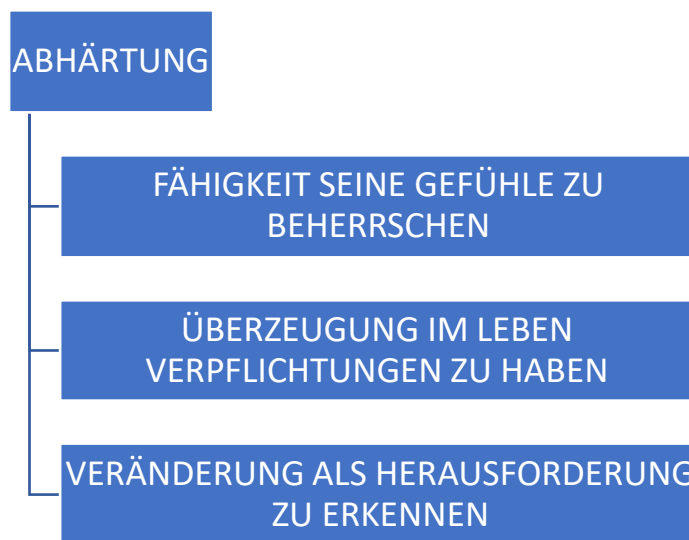 ABHÄRTUNG
FÄHIGKEIT SEINE GEFÜHLE ZU
BEHERRSCHEN
ÜBERZEUGUNG IM LEBEN
VERPFLICHTUNGEN ZU HABEN
VERÄNDERUNG ALS HERAUSFORDERUNG
ZU ERKENNEN